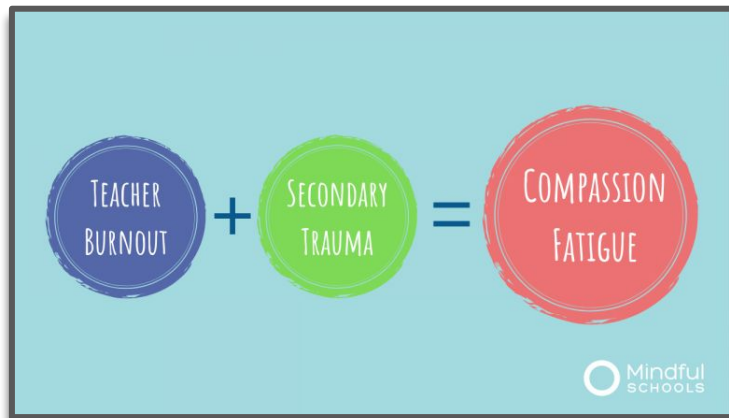 TEACHER
BURNOUT
+
SECONDARY
TRAUMA
=
COMPASSION
FATIGUE
Mindful
SCHOOLS